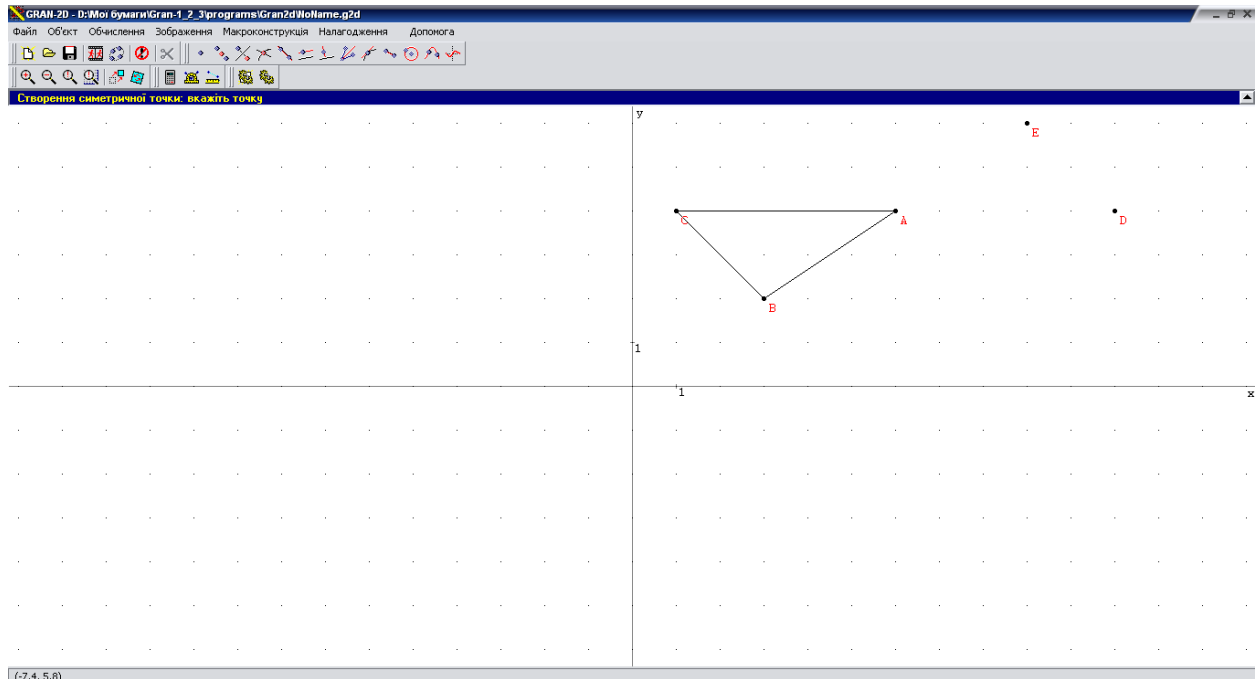 GRAN-2D - D:\Мої бумаги\Gran-1_2_3\programs\Gran2d\NoName.g2d
Файл Об'єкт Обчислення Зображення Макроконструкція Налагодження Допомога
Створення симетричної точки: вкажіть точку
y
E
C
A
D
B
1
1
x
(-7.4, 5.8)